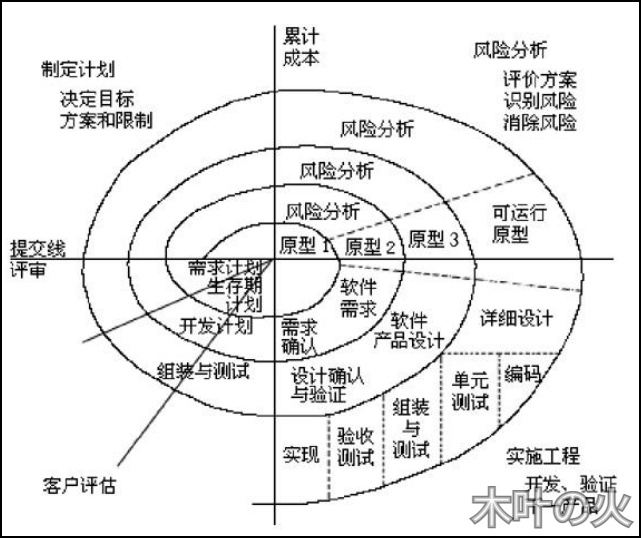 累计
成本
制定计划
决定目标
方案和限制
风险分析
评价方案
识别风险
消除风险
风险分析
风险分析
风险分析
可运行
原型
原型 1
原型 2
原型 3
提交线
评审
需求计划
生存期
计划
开发计划
组装与测试
软件
需求
需求
确认
软件
产品设计
设计确认
与验证
详细设计
单元
测试
编码
组装
与
测试
验收
测试
实现
客户评估
实施工程
开发、验证
下一产品
木叶の火